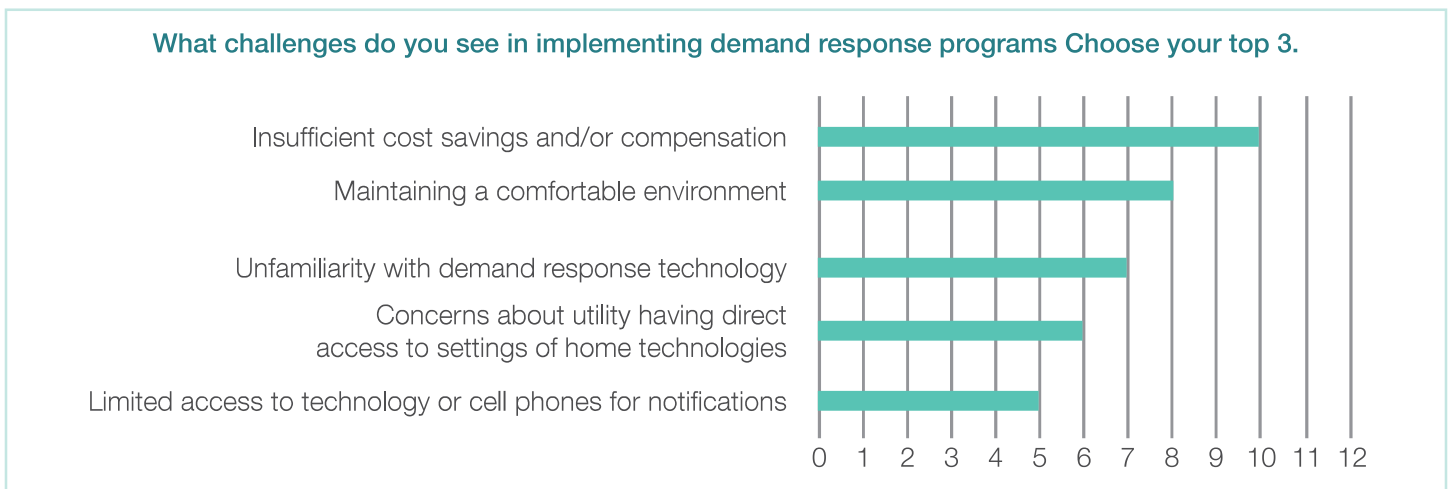 What challenges do you see in implementing demand response programs Choose your top 3.
Insufficient cost savings and/or compensation
Maintaining a comfortable environment
Unfamiliarity with demand response technology
Concerns about utility having direct
access to settings of home technologies
Limited access to technology or cell phones for notifications
0 1 2 3 4 5 6 7 8 9 10 11 12